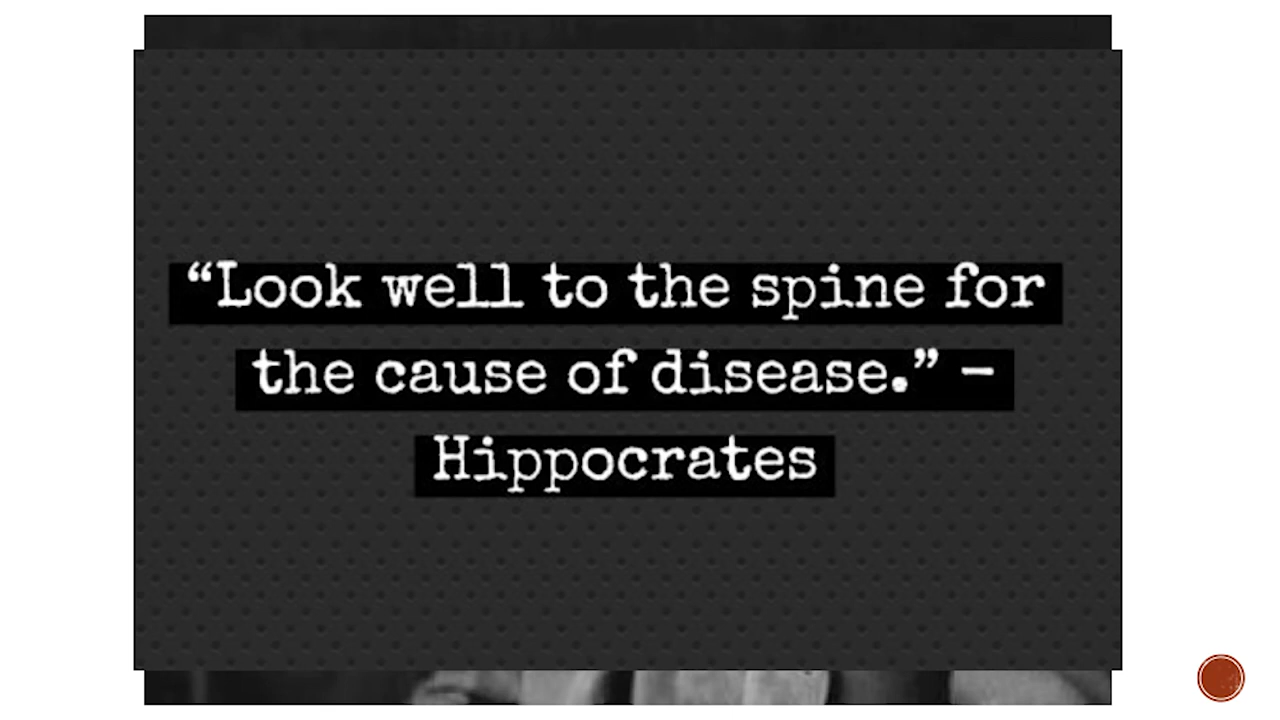 “Look well to the spine for
the cause of disease.” –
Hippocrates